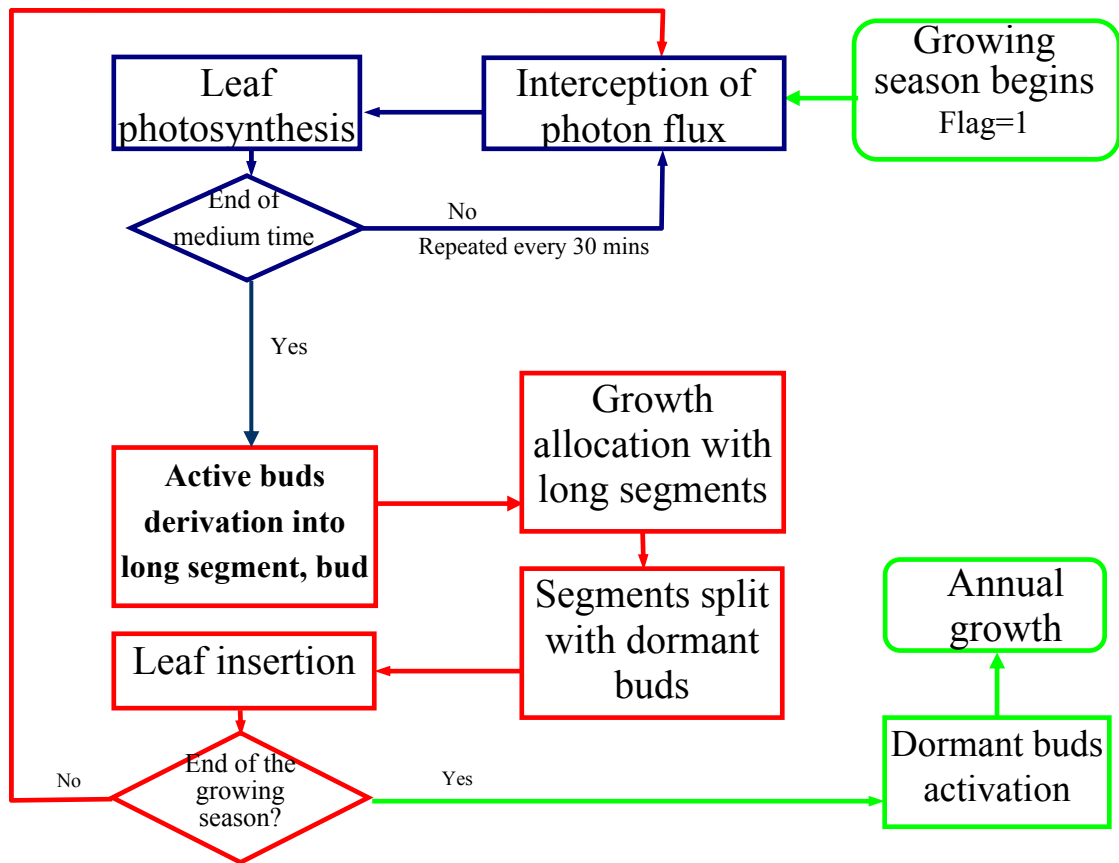 Growing
season begins
Flag=1
Interception of
photon flux
Leaf
photosynthesis
End of
medium time
No
Repeated every 30 mins
Yes
Active buds
derivation into
long segment, bud
Growth
allocation with
long segments
Segments split
with dormant
buds
Leaf insertion
End of the
growing
season?
No
Yes
Dormant buds
activation
Annual
growth